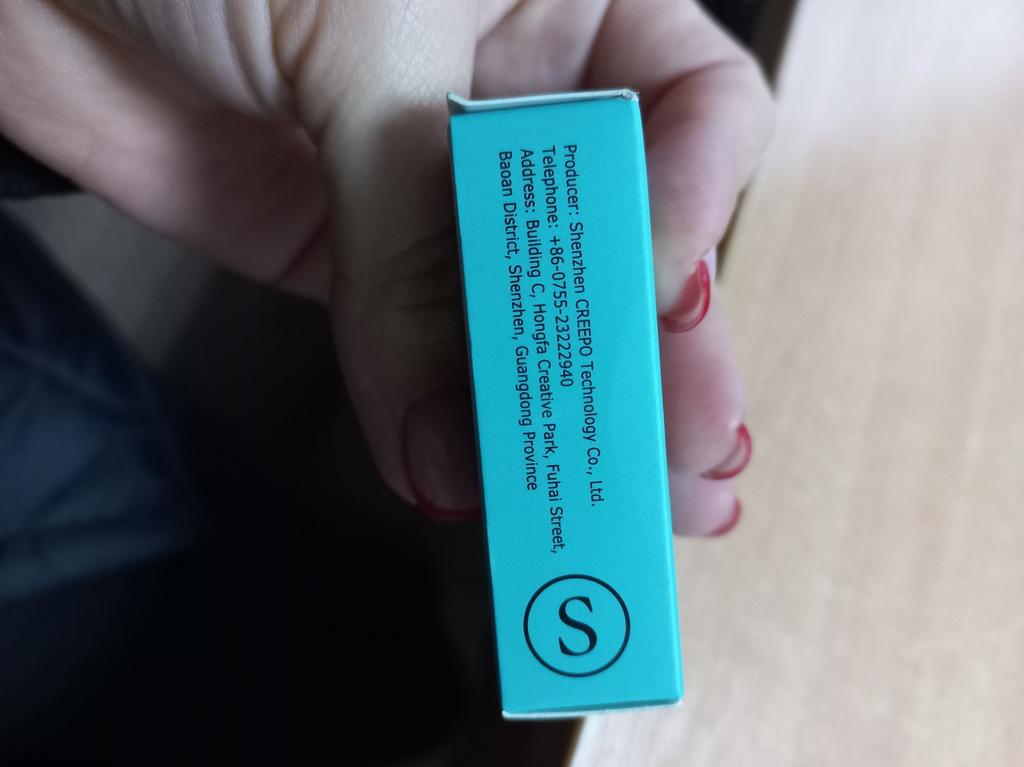 Producer: Shenzhen CREEPO Technology Co., Ltd.
Telephone: +86-0755-23222940
Address: Building C, Hongfa Creative Park, Fuhai Street,
Baoan District, Shenzhen, Guangdong Province
S